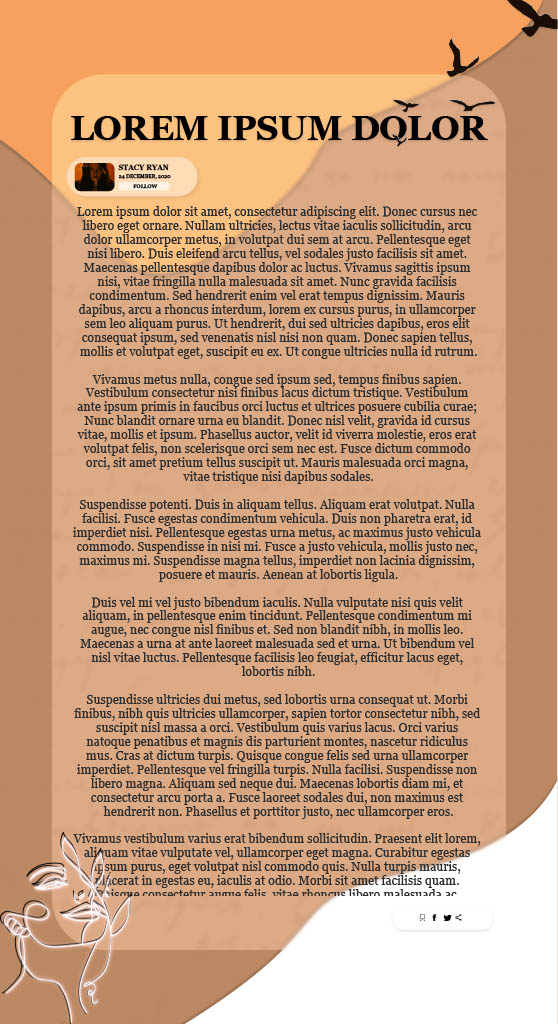 LOREM IPSUM DOLOR
STACY RYAN
24 DECEMBER, 2020
FOLLOW
Lorem ipsum dolor sit amet, consectetur adipiscing elit. Donec cursus nec
libero eget ornare. Nullam ultricies, lectus vitae iaculis sollicitudin, arcu
dolor ullamcorper metus, in volutpat dui sem at arcu. Pellentesque eget
nisi libero. Duis eleifend arcu tellus, vel sodales justo facilisis sit amet.
Maecenas pellentesque dapibus dolor ac luctus. Vivamus sagittis ipsum
nisi, vitae fringilla nulla malesuada sit amet. Nunc gravida facilisis
condimentum. Sed hendrerit enim vel erat tempus dignissim. Mauris
dapibus, arcu a rhoncus interdum, lorem ex cursus purus, in ullamcorper
sem leo aliquam purus. Ut hendrerit, dui sed ultricies dapibus, eros elit
consequat ipsum, sed venenatis nisl nisi non quam. Donec sapien tellus,
mollis et volutpat eget, suscipit eu ex. Ut congue ultricies nulla id rutrum.
Vivamus metus nulla, congue sed ipsum sed, tempus finibus sapien.
Vestibulum consectetur nisi finibus lacus dictum tristique. Vestibulum
ante ipsum primis in faucibus orci luctus et ultrices posuere cubilia curae;
Nunc blandit ornare urna eu blandit. Donec nisl velit, gravida id cursus
vitae, mollis et ipsum. Phasellus auctor, velit id viverra molestie, eros erat
volutpat felis, non scelerisque orci sem nec est. Fusce dictum commodo
orci, sit amet pretium tellus suscipit ut. Mauris malesuada orci magna,
vitae tristique nisi dapibus sodales.
Suspendisse potenti. Duis in aliquam tellus. Aliquam erat volutpat. Nulla
facilisi. Fusce egestas condimentum vehicula. Duis non pharetra erat, id
imperdiet nisi. Pellentesque egestas urna metus, ac maximus justo vehicula
commodo. Suspendisse in nisi mi. Fusce a justo vehicula, mollis justo nec,
maximus mi. Suspendisse magna tellus, imperdiet non lacinia dignissim,
posuere et mauris. Aenean at lobortis ligula.
Duis vel mi vel justo bibendum iaculis. Nulla vulputate nisi quis velit
aliquam, in pellentesque enim tincidunt. Pellentesque condimentum mi
augue, nec congue nisl finibus et. Sed non blandit nibh, in mollis leo.
Maecenas a urna at ante laoreet malesuada sed et urna. Ut bibendum vel
nisl vitae luctus. Pellentesque facilisis leo feugiat, efficitur lacus eget,
lobortis nibh.
Suspendisse ultricies dui metus, sed lobortis urna consequat ut. Morbi
finibus, nibh quis ultricies ullamcorper, sapien tortor consectetur nibh, sed
suscipit nisl massa a orci. Vestibulum quis varius lacus. Orci varius
natoque penatibus et magnis dis parturient montes, nascetur ridiculus
mus. Cras at dictum turpis. Quisque congue felis sed urna ullamcorper
imperdiet. Pellentesque vel fringilla turpis. Nulla facilisi. Suspendisse non
libero magna. Aliquam sed neque dui. Maecenas lobortis diam mi, et
consectetur arcu porta a. Fusce laoreet sodales dui, non maximus est
hendrerit non. Phasellus et porttitor justo, nec ullamcorper eros.
Vivamus vestibulum varius erat bibendum sollicitudin. Praesent elit lorem,
aliquam vitae vulputate vel, ullamcorper eget magna. Curabitur egestas
ipsum purus, eget volutpat nisl commodo quis. Nulla turpis mauris,
placerat in egestas eu, iaculis at odio. Morbi sit amet facilisis quam.
Quisque consectetur augue felis, vitae rhoncus libero malesuada ac.